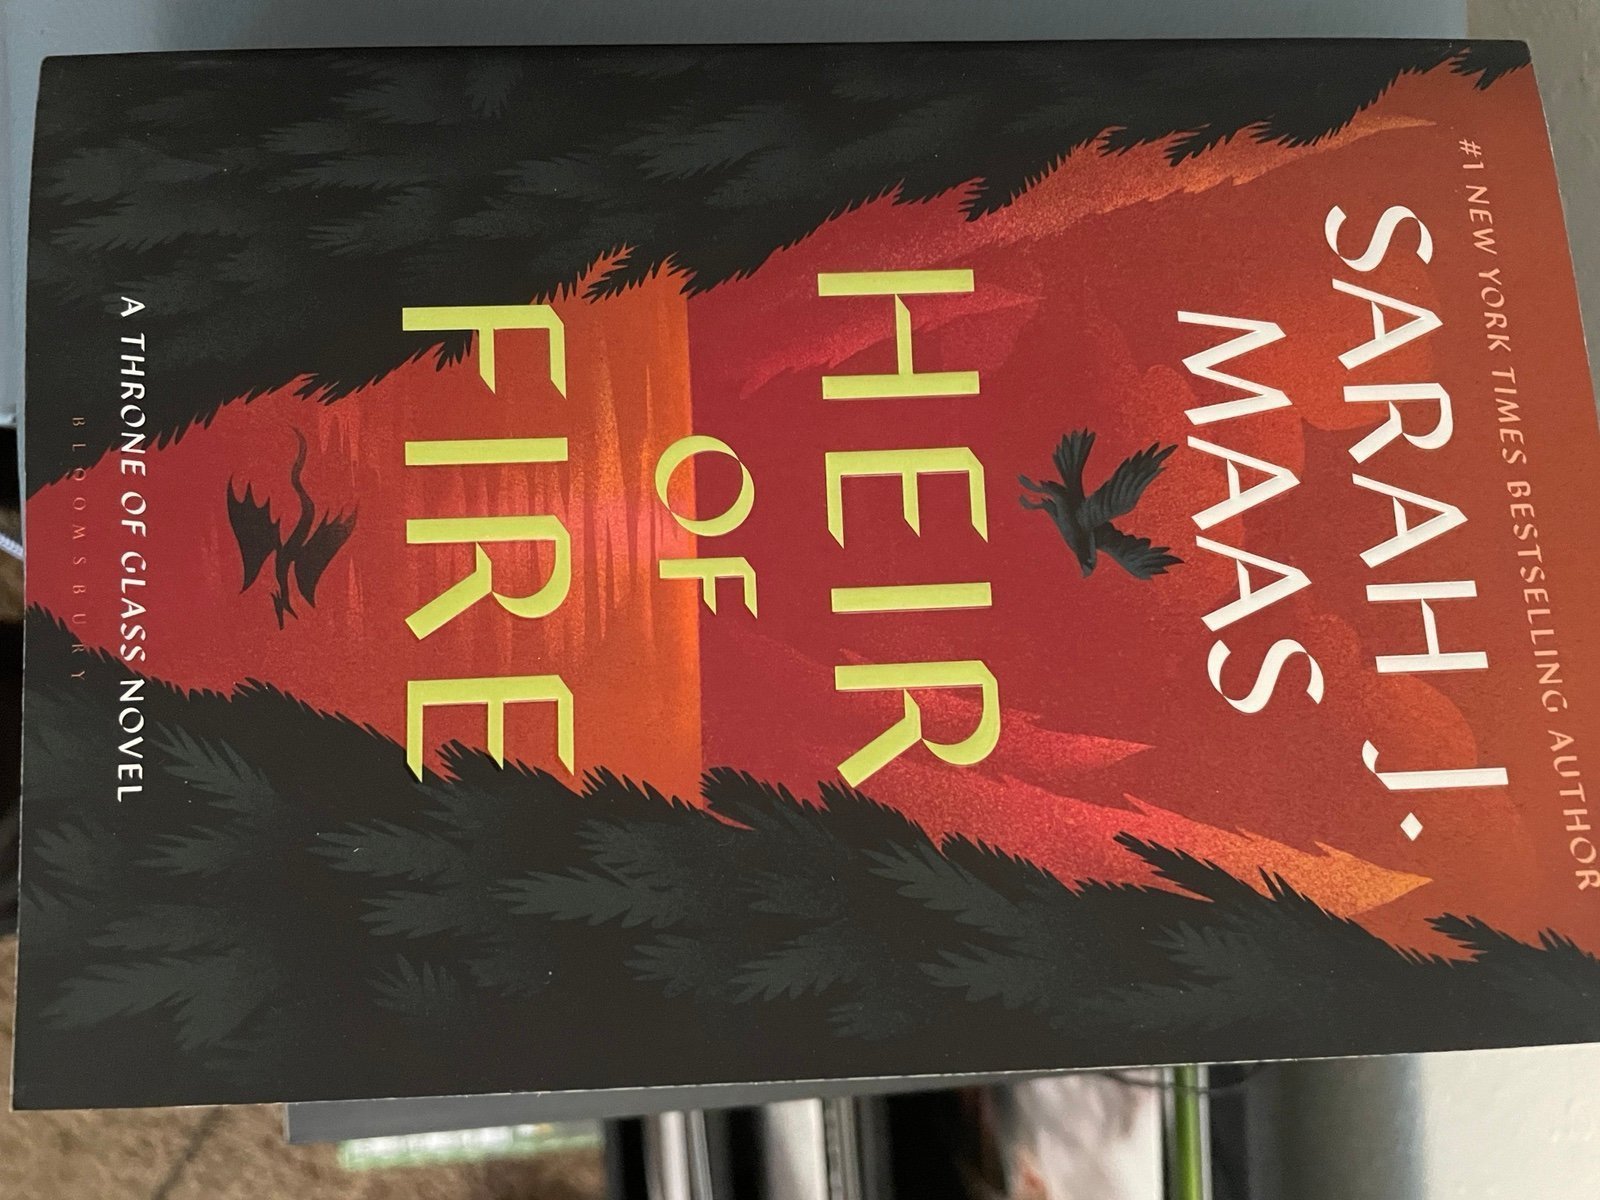 #1 NEW YORK TIMES BESTSELLING AUTHOR
SARAH J.
MAAS
HEIR
OF
FIRE
A THRONE OF GLASS NOVEL
BLOOMSBURY